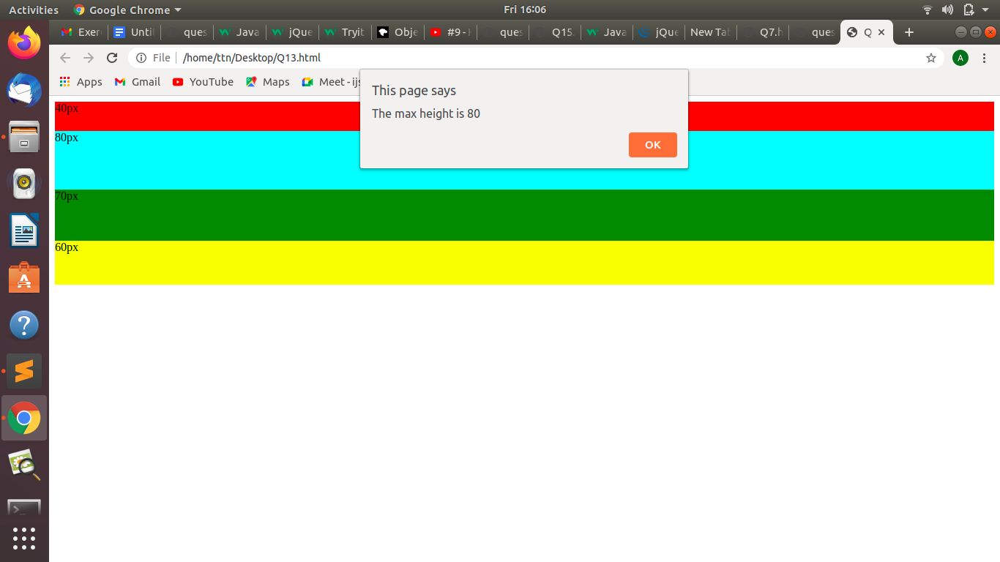 Activities Google Chrome Fri 16:06
Exer Unti ques Java jQue Tryit Obje #9 - ques Q15. Java jQue New Tab Q7.h ques Q
File /home/ttn/Desktop/Q13.html A
Apps Gmail YouTube Maps Meet - ijs
This page says
The max height is 80
OK
40px
80px
70px
60px